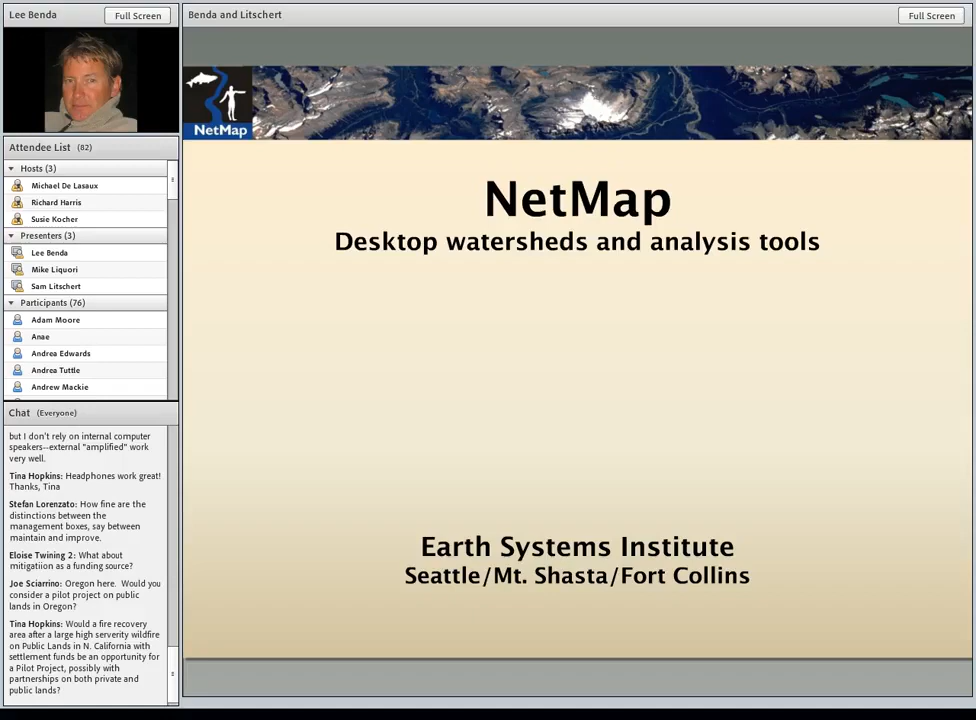 Lee Benda
Full Screen
Benda and Litschert
Full Screen
NetMap
Attendee List (82)
Hosts (3)
Michael De Lasaux
Richard Harris
Susie Kocher
Presenters (3)
Lee Benda
Mike Liquori
Sam Litschert
Participants (76)
Adam Moore
Anae
Andrea Edwards
Andrea Tuttle
Andrew Mackie
Chat (Everyone)
but I don't rely on internal computer
speakers--external "amplified" work
very well.
Tina Hopkins: Headphones work great!
Thanks, Tina
Stefan Lorenzato: How fine are the
distinctions between the
management boxes, say between
maintain and improve.
Eloise Twining 2: What about
mitigatiion as a funding source?
Joe Sciarrino: Oregon here. Would you
consider a pilot project on public
lands in Oregon?
Tina Hopkins: Would a fire recovery
area after a large high serverity wildfire
on Public Lands in N. California with
settlement funds be an opportunity for
a Pilot Project, possibly with
partnerships on both private and
public lands?
NetMap
Desktop watersheds and analysis tools
Earth Systems Institute
Seattle/Mt. Shasta/Fort Collins